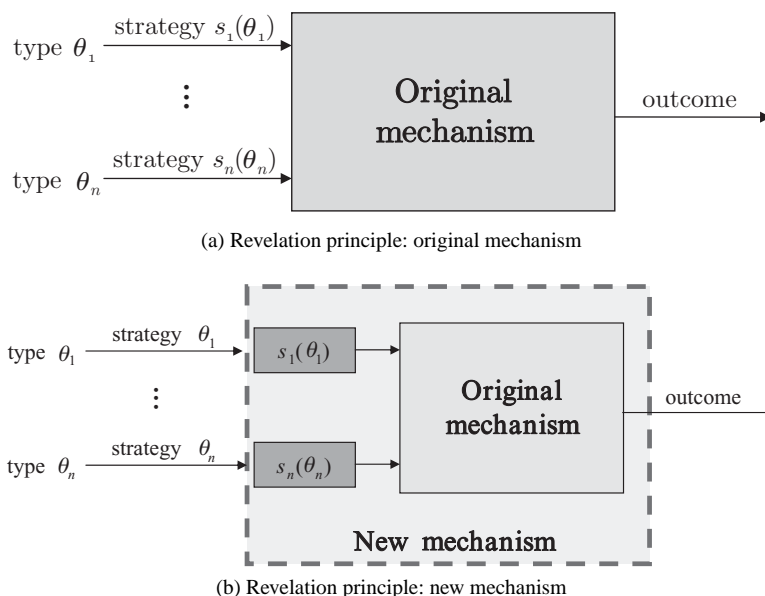 type θ₁ strategy s₁(θ₁)
⋮
type θₙ strategy sₙ(θₙ)
Original
mechanism
outcome
(a) Revelation principle: original mechanism
type θ₁ strategy θ₁
s₁(θ₁)
⋮
type θₙ strategy θₙ
sₙ(θₙ)
Original
mechanism
outcome
New mechanism
(b) Revelation principle: new mechanism